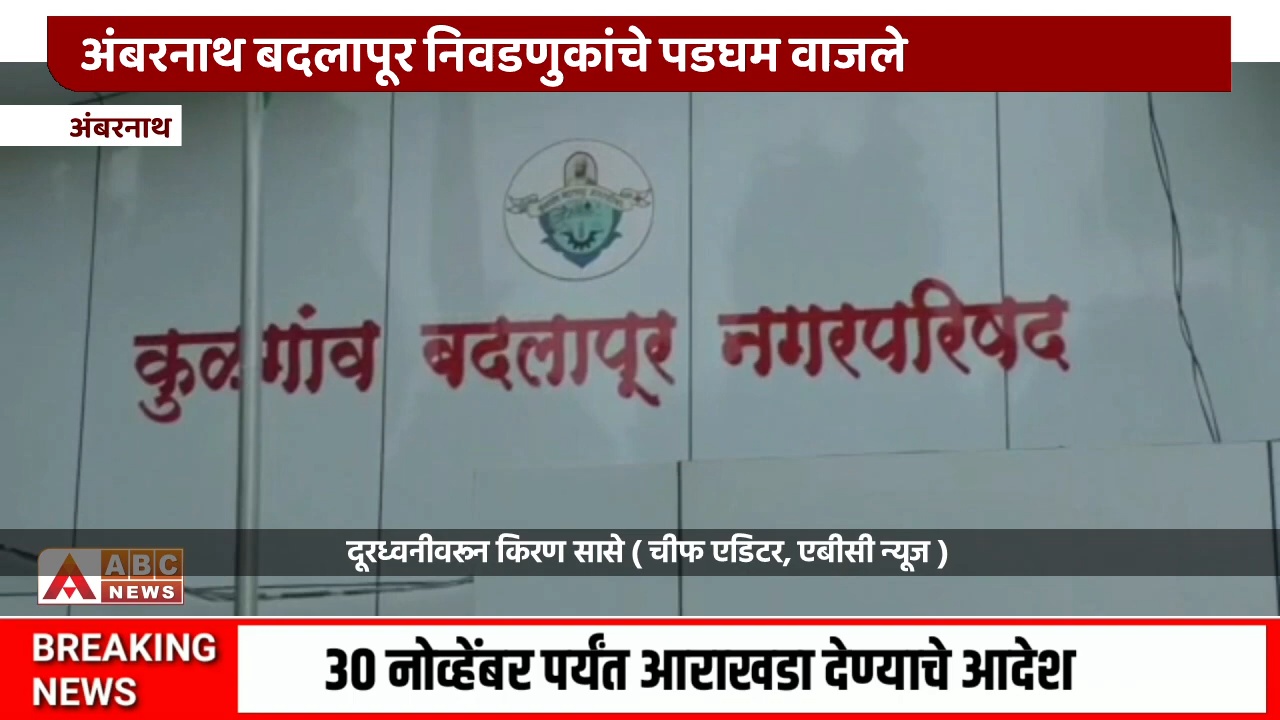 अंबरनाथ बदलापूर निवडणुकांचे पडघम वाजले
अंबरनाथ
कुळगांव बदलापूर नगरपरिषद
दूरध्वनीवरून किरण सासे ( चीफ एडिटर, एबीसी न्यूज )
ABC
NEWS
BREAKING
NEWS
30 नोव्हेंबर पर्यंत आराखडा देण्याचे आदेश